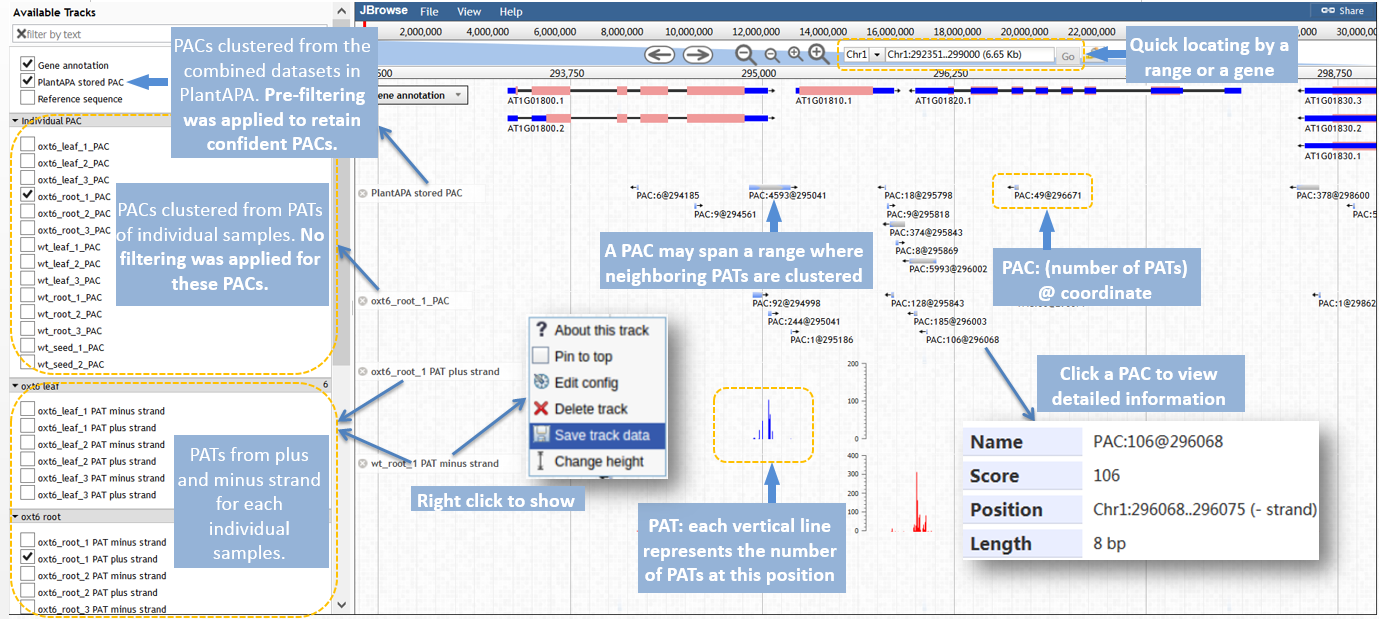 Available Tracks
filter by text
Gene annotation
PlantAPA stored PAC
Reference sequence
Individual PAC
oxt6_leaf_1_PAC
oxt6_leaf_2_PAC
oxt6_leaf_3_PAC
oxt6_root_1_PAC
oxt6_root_2_PAC
oxt6_root_3_PAC
wt_leaf_1_PAC
wt_leaf_2_PAC
wt_leaf_3_PAC
wt_root_1_PAC
wt_root_2_PAC
wt_root_3_PAC
wt_seed_1_PAC
wt_seed_2_PAC
oxt6 leaf 6
oxt6_leaf_1 PAT minus strand
oxt6_leaf_1 PAT plus strand
oxt6_leaf_2 PAT minus strand
oxt6_leaf_2 PAT plus strand
oxt6_leaf_3 PAT minus strand
oxt6_leaf_3 PAT plus strand
oxt6 root
oxt6_root_1 PAT minus strand
oxt6_root_1 PAT plus strand
oxt6_root_2 PAT minus strand
oxt6_root_2 PAT plus strand
oxt6_root_3 PAT minus strand
PACs clustered from the
combined datasets in
PlantAPA. Pre-filtering
was applied to retain
confident PACs.
PACs clustered from PATs
of individual samples. No
filtering was applied for
these PACs.
PATs from plus
and minus strand
for each
individual
samples.
JBrowse File View Help Share
2,000,000 4,000,000 6,000,000 8,000,000 10,000,000 12,000,000 14,000,000 16,000,000 18,000,000 20,000,000 22,000,000 30,000,00
Chr1 Chr1:292351..299000 (6.65 Kb) Go
Quick locating by a
range or a gene
500 293,750 295,000 296,250 298,750
ene annotation
AT1G01800.1 AT1G01810.1 AT1G01820.1 AT1G01830.3
AT1G01800.2 AT1G01830.2
AT1G01830.1
PlantAPA stored PAC
PAC:6@294185 PAC:4593@295041 PAC:18@295798 PAC:49@296671 PAC:378@298600
PAC:9@294561 PAC:9@295818 PAC:5
PAC:374@295843
PAC:8@295869
PAC:5993@296002
A PAC may span a range where
neighboring PATs are clustered
PAC: (number of PATs)
@ coordinate
oxt6_root_1_PAC
PAC:92@294998 PAC:128@295843 PAC:1@29862
PAC:244@295041 PAC:185@296003
PAC:1@295186 PAC:106@296068
About this track
Pin to top
Edit config
Delete track
Save track data
Change height
oxt6_root_1 PAT plus strand
200
100
0
wt_root_1 PAT minus strand
400
300
200
100
0
Right click to show
PAT: each vertical line
represents the number
of PATs at this position
Click a PAC to view
detailed information
Name PAC:106@296068
Score 106
Position Chr1:296068..296075 (- strand)
Length 8 bp